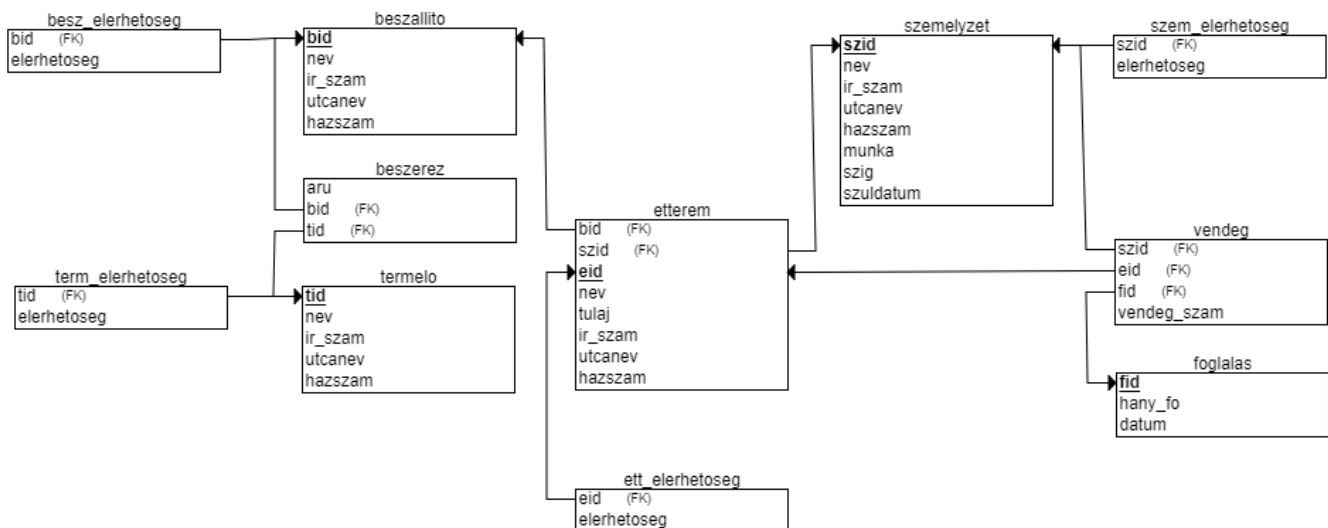 besz_elerhetoseg
bid (FK)
elerhetoseg
beszallito
bid
nev
ir_szam
utcanev
hazszam
szemelyzet
szid
nev
ir_szam
utcanev
hazszam
munka
szig
szuldatum
szem_elerhetoseg
szid (FK)
elerhetoseg
beszerez
aru
bid (FK)
tid (FK)
etterem
bid (FK)
szid (FK)
eid
nev
tulaj
ir_szam
utcanev
hazszam
vendeg
szid (FK)
eid (FK)
fid (FK)
vendeg_szam
term_elerhetoseg
tid (FK)
elerhetoseg
termelo
tid
nev
ir_szam
utcanev
hazszam
foglalas
fid
hany_fo
datum
ett_elerhetoseg
eid (FK)
elerhetoseg